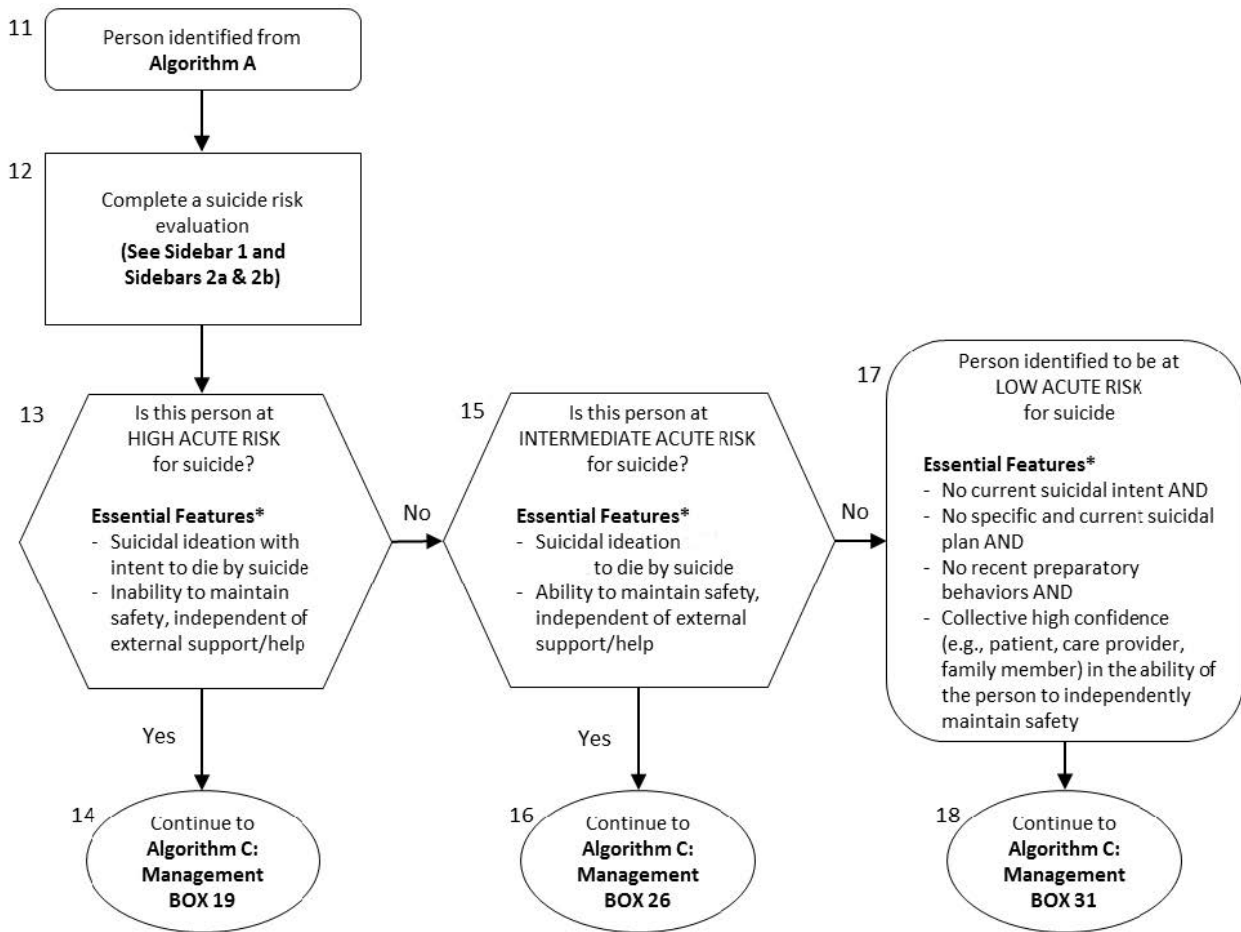 11
Person identified from
Algorithm A
12
Complete a suicide risk
evaluation
(See Sidebar 1 and
Sidebars 2a & 2b)
13
Is this person at
HIGH ACUTE RISK
for suicide?
Essential Features*
- Suicidal ideation with
intent to die by suicide
- Inability to maintain
safety, independent of
external support/help
No
Yes
14
Continue to
Algorithm C:
Management
BOX 19
15
Is this person at
INTERMEDIATE ACUTE RISK
for suicide?
Essential Features*
- Suicidal ideation
to die by suicide
- Ability to maintain safety,
independent of external
support/help
No
Yes
16
Continue to
Algorithm C:
Management
BOX 26
17
Person identified to be at
LOW ACUTE RISK
for suicide
Essential Features*
- No current suicidal intent AND
- No specific and current suicidal
plan AND
- No recent preparatory
behaviors AND
- Collective high confidence
(e.g., patient, care provider,
family member) in the ability of
the person to independently
maintain safety
18
Continue to
Algorithm C:
Management
BOX 31